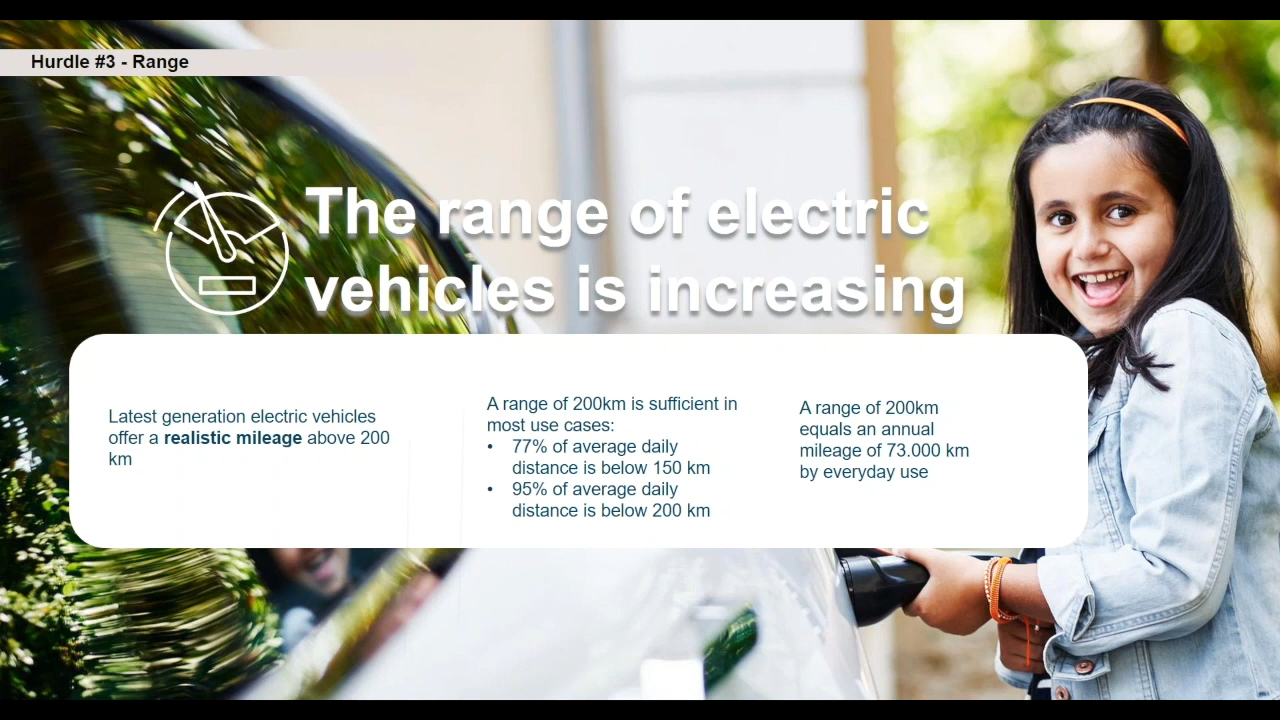 Hurdle #3 - Range
The range of electric
vehicles is increasing
Latest generation electric vehicles
offer a realistic mileage above 200
km
A range of 200km is sufficient in
most use cases:
• 77% of average daily
distance is below 150 km
• 95% of average daily
distance is below 200 km
A range of 200km
equals an annual
mileage of 73.000 km
by everyday use